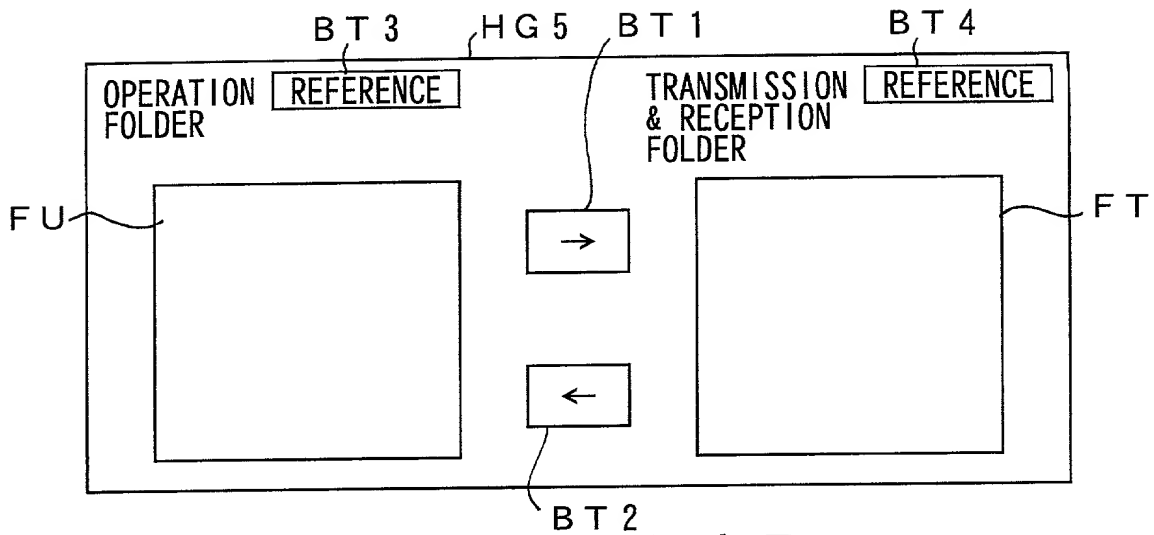 BT3 HG5 BT1 BT4
OPERATION REFERENCE
FOLDER
TRANSMISSION REFERENCE
& RECEPTION
FOLDER
FU
→
FT
←
BT2